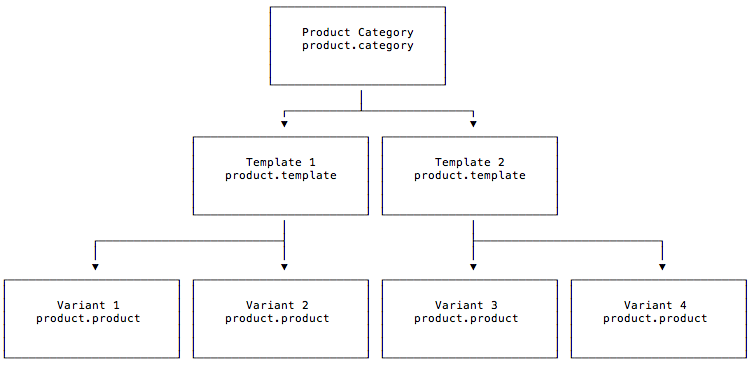 Product Category
product.category
Template 1
product.template
Template 2
product.template
Variant 1
product.product
Variant 2
product.product
Variant 3
product.product
Variant 4
product.product